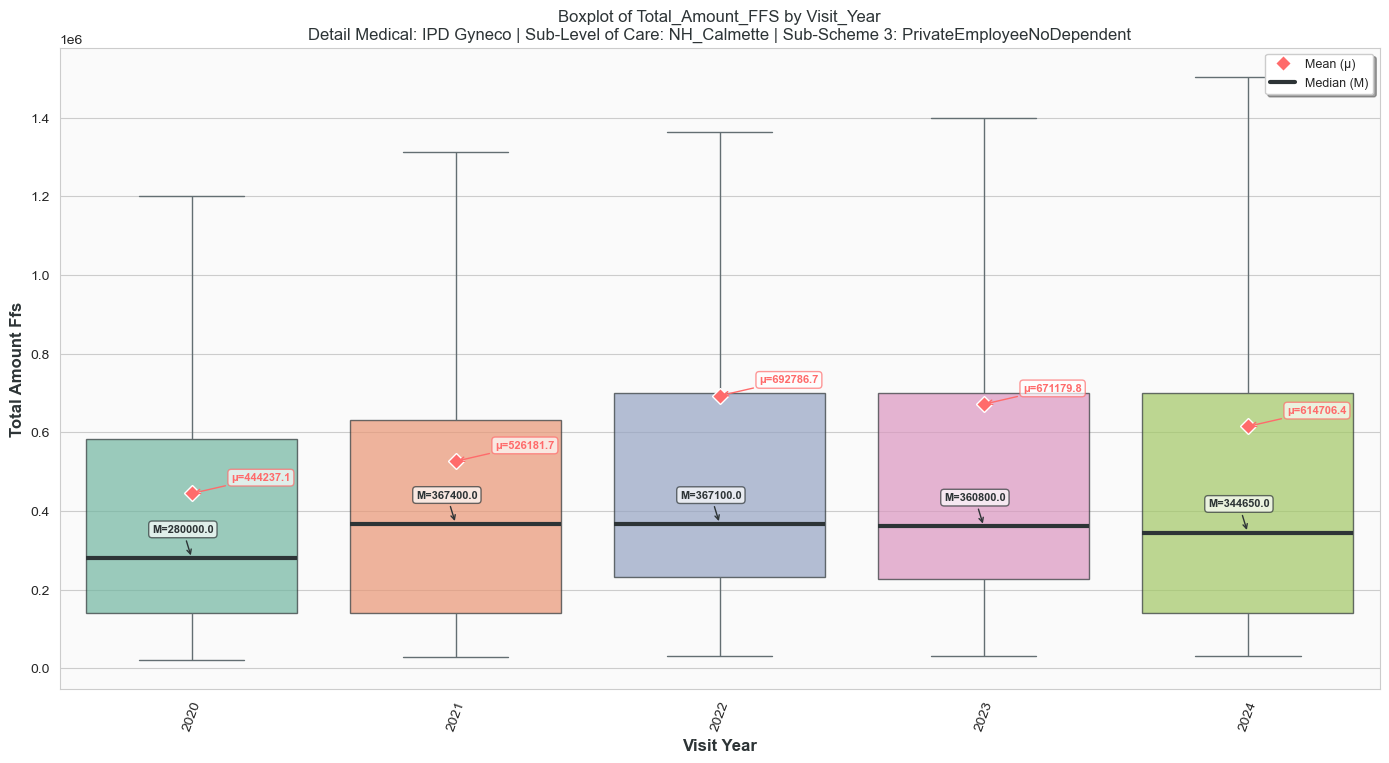 Boxplot of Total_Amount_FFS by Visit_Year
Detail Medical: IPD Gyneco | Sub-Level of Care: NH_Calmette | Sub-Scheme 3: PrivateEmployeeNoDependent
1e6
Mean (μ)
Median (M)
1.4
1.2
1.0
0.8
0.6
0.4
0.2
0.0
Total Amount Ffs
μ=444237.1
M=280000.0
μ=526181.7
M=367400.0
μ=692786.7
M=367100.0
μ=671179.8
M=360800.0
μ=614706.4
M=344650.0
2020
2021
2022
2023
2024
Visit Year